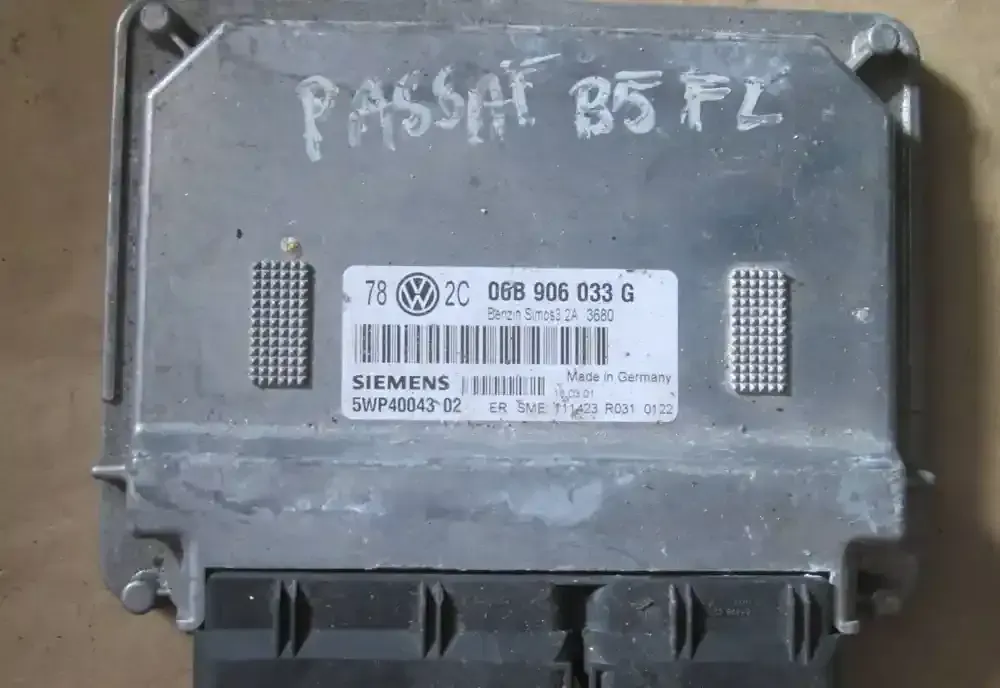 PASSAT B5 FL
78 VW 2C 06B 906 033 G
Benzin Simos3.2A 3680
SIEMENS Made in Germany
5WP40043 02 ER SME 111423 R031 0122